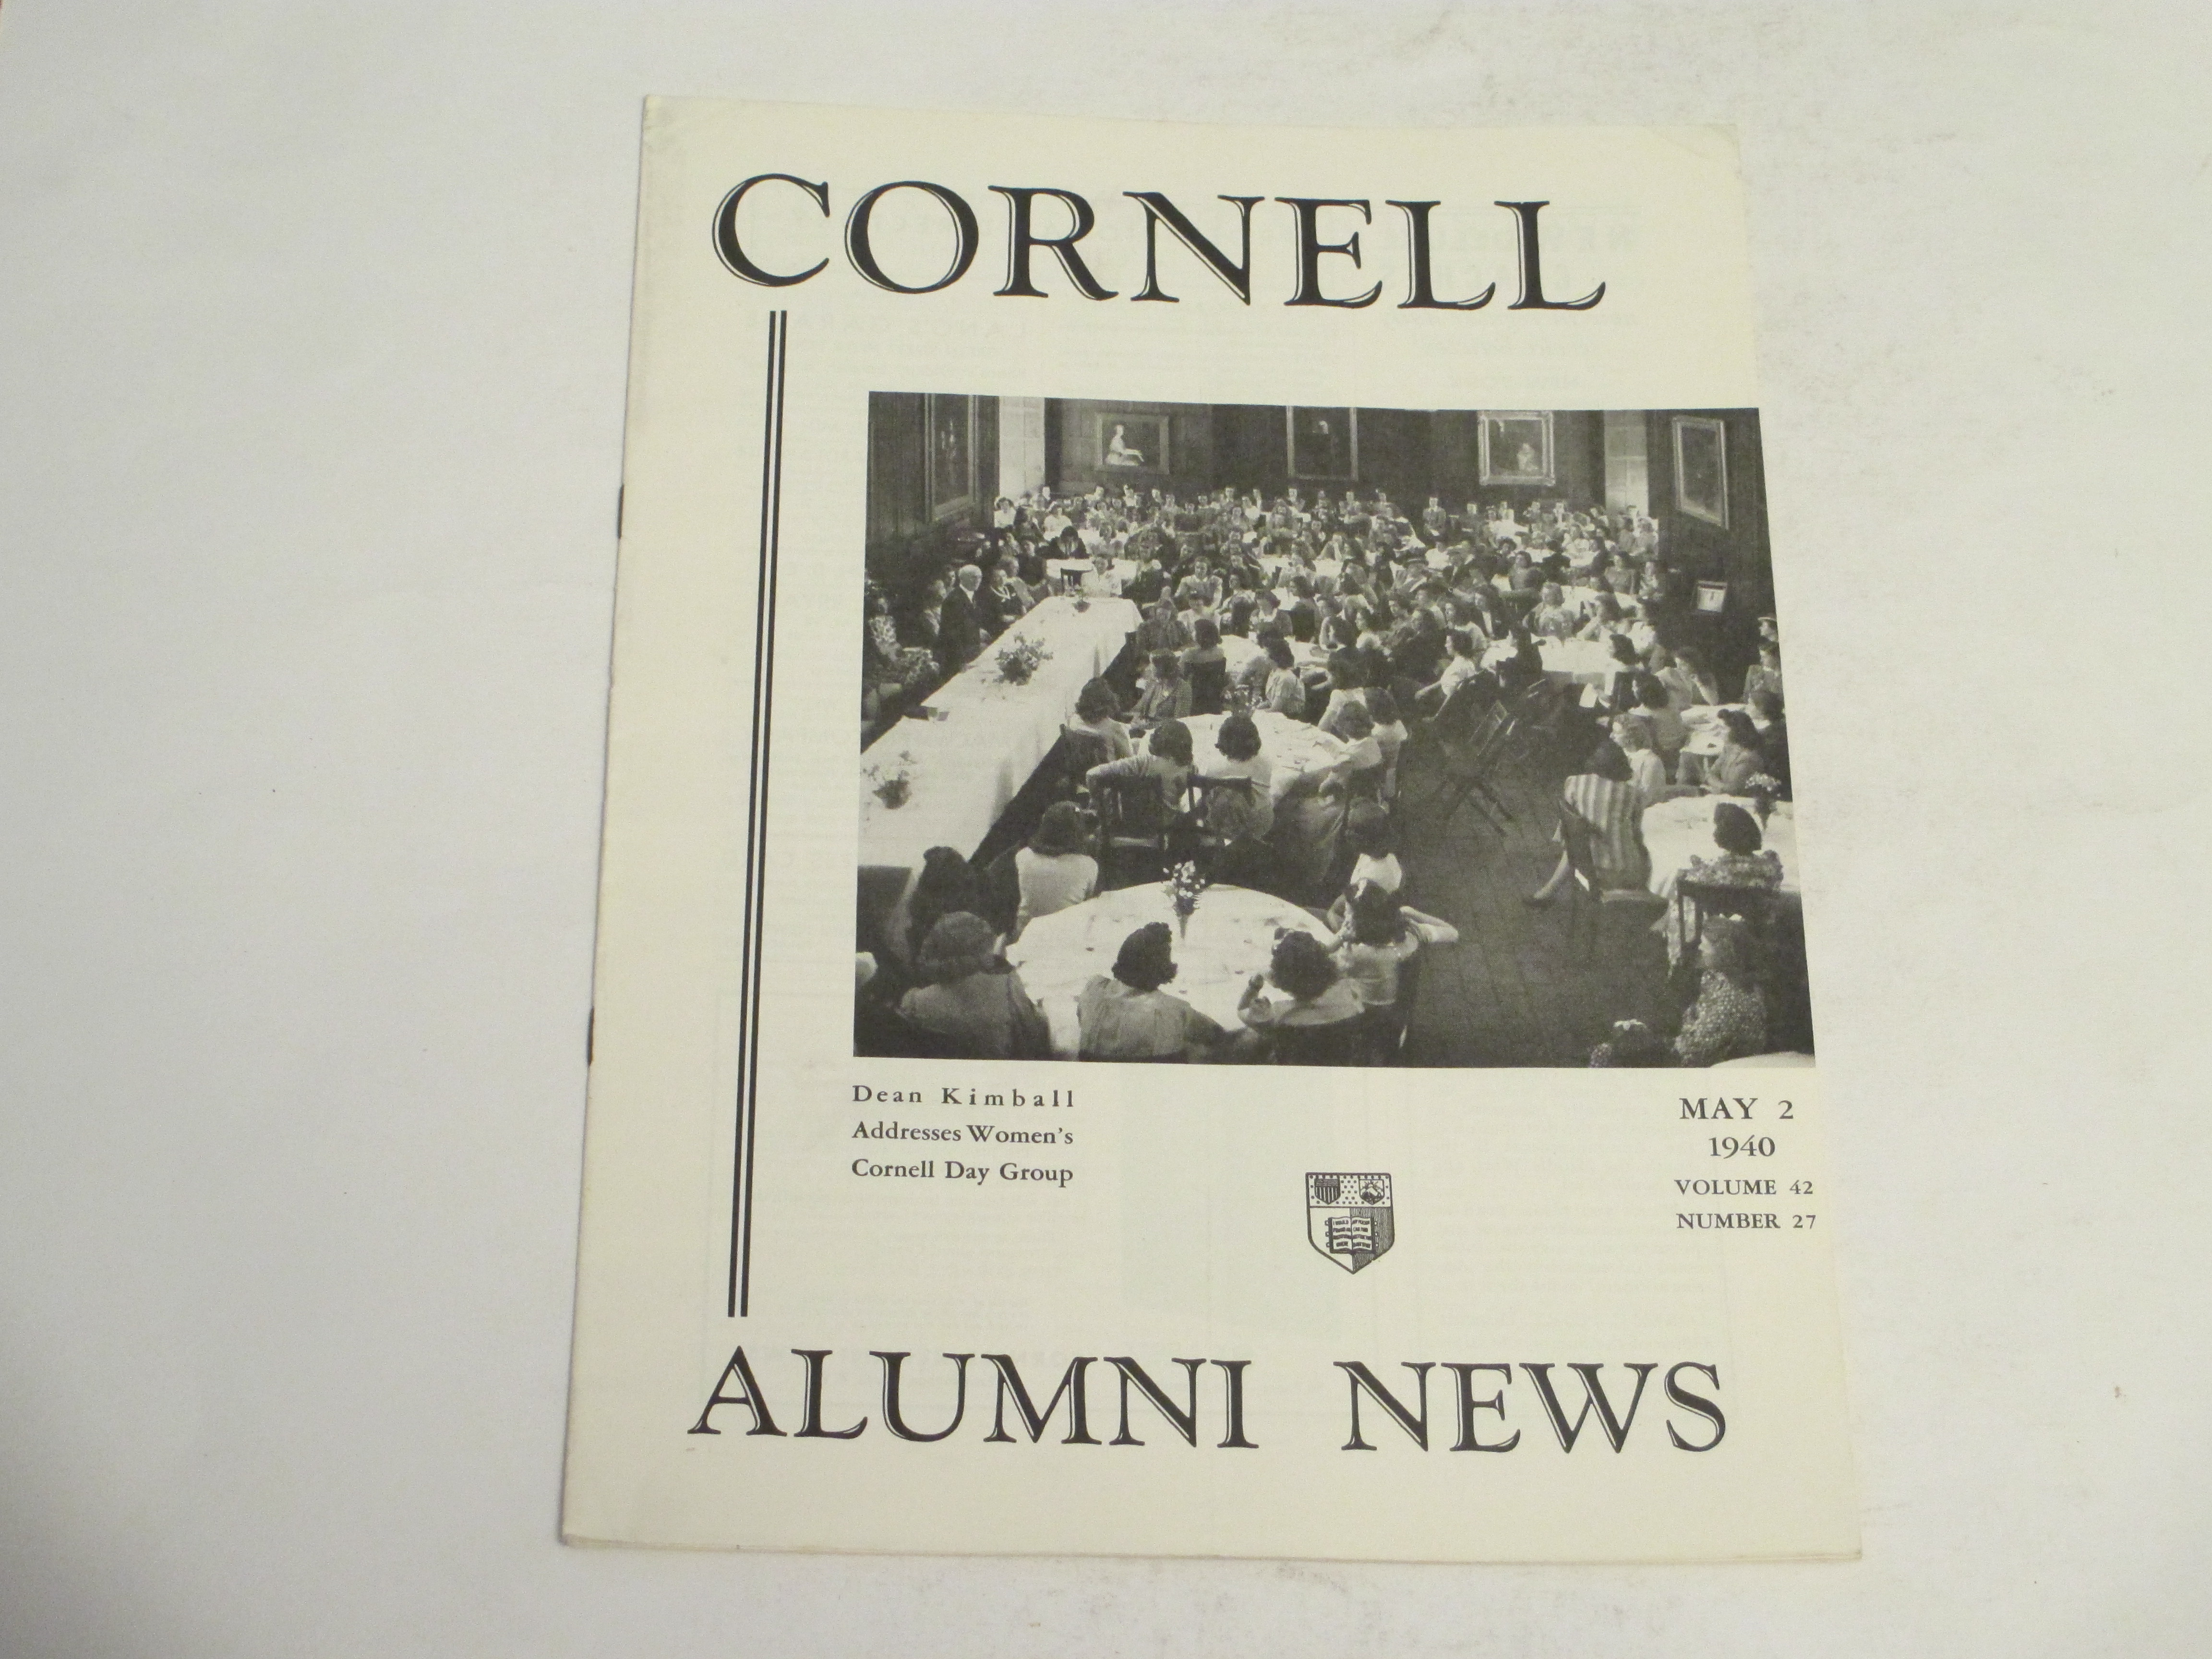 CORNELL
Dean Kimball
Addresses Women's
Cornell Day Group
MAY 2
1940
VOLUME 42
NUMBER 27
ALUMNI NEWS